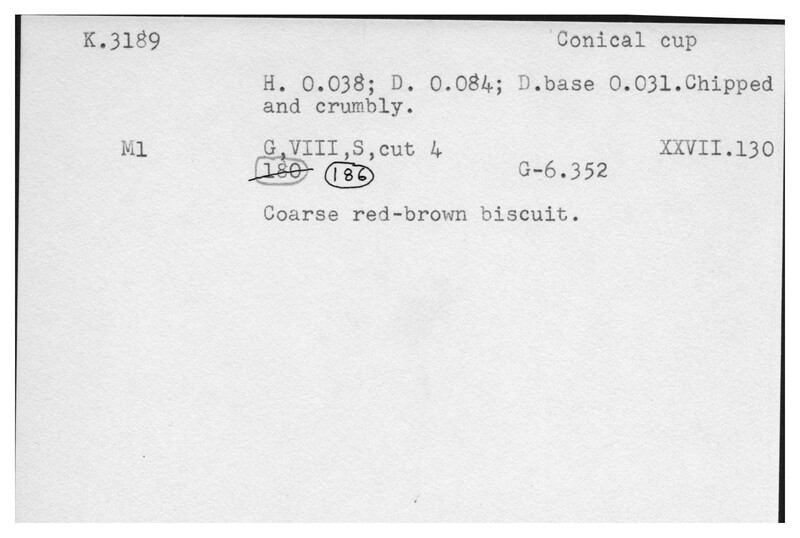 K.3189 Conical cup
H. 0.038; D. 0.084; D.base 0.031.Chipped
and crumbly.
M1 G,VIII,S,cut 4 XXVII.130
180 186 G-6.352
Coarse red-brown biscuit.